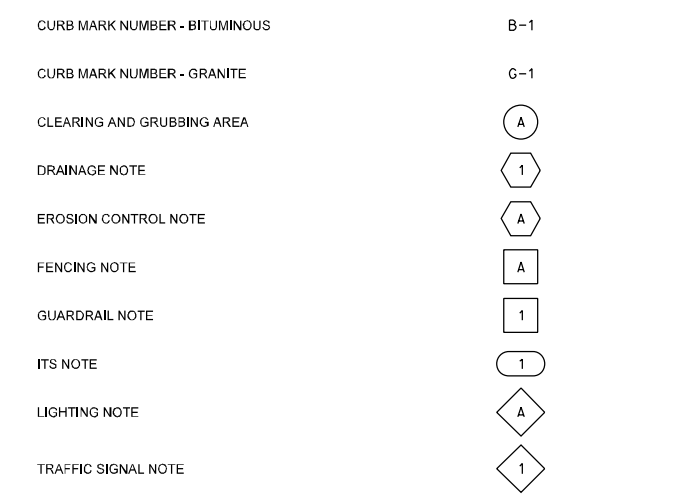 CURB MARK NUMBER - BITUMINOUS B-1
CURB MARK NUMBER - GRANITE G-1
CLEARING AND GRUBBING AREA A
DRAINAGE NOTE 1
EROSION CONTROL NOTE A
FENCING NOTE A
GUARDRAIL NOTE 1
ITS NOTE 1
LIGHTING NOTE A
TRAFFIC SIGNAL NOTE 1